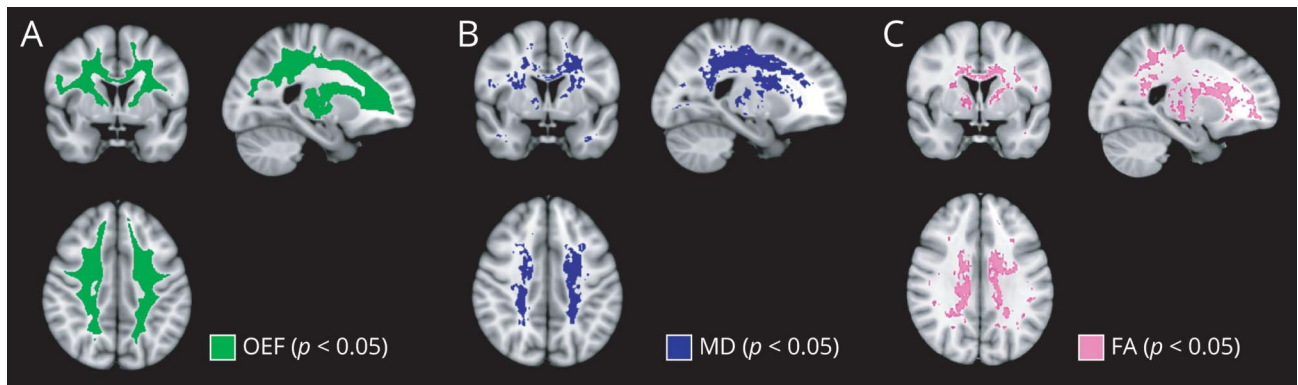 A
B
C
OEF (p < 0.05)
MD (p < 0.05)
FA (p < 0.05)